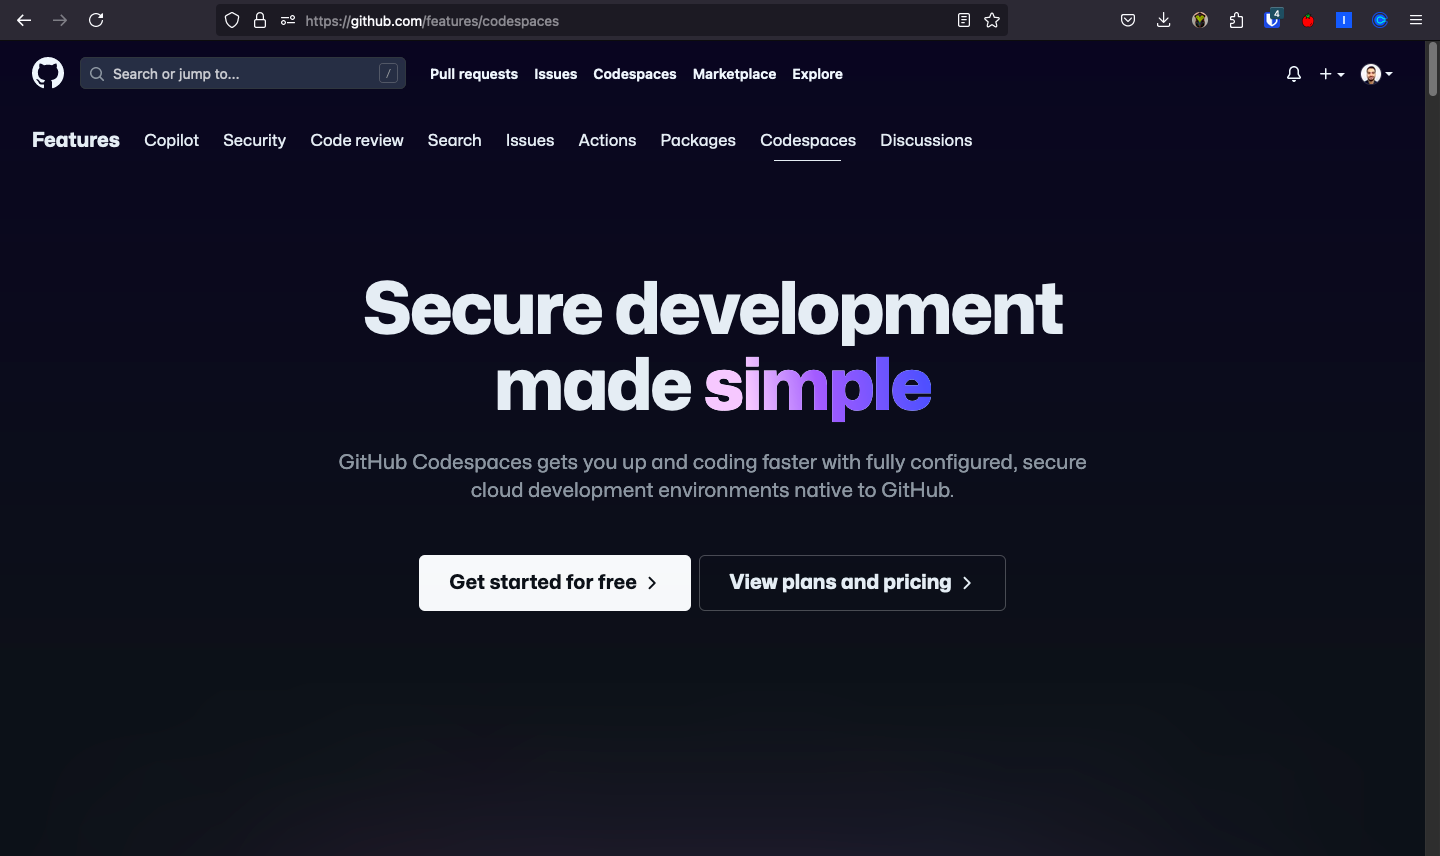 https://github.com/features/codespaces
4
Search or jump to...
/
Pull requests
Issues
Codespaces
Marketplace
Explore
Features
Copilot
Security
Code review
Search
Issues
Actions
Packages
Codespaces
Discussions
Secure development
made simple
GitHub Codespaces gets you up and coding faster with fully configured, secure
cloud development environments native to GitHub.
Get started for free
View plans and pricing